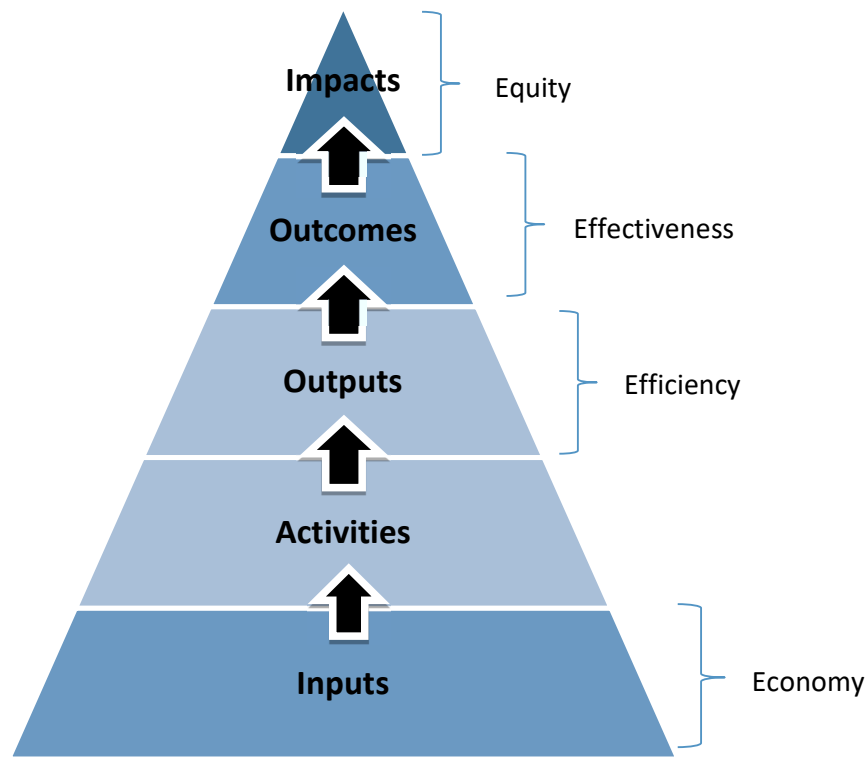 Impacts
Equity
Outcomes
Effectiveness
Outputs
Efficiency
Activities
Inputs
Economy